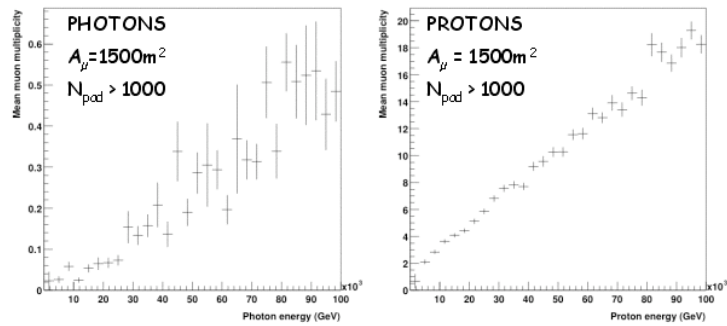 PHOTONS
Aμ=1500m²
Npad > 1000
Mean muon multiplicity
0.6
0.5
0.4
0.3
0.2
0.1
0
10 20 30 40 50 60 70 80 90 100
×10³
Photon energy (GeV)
PROTONS
Aμ = 1500m²
Npad > 1000
Mean muon multiplicity
20
18
16
14
12
10
8
6
4
2
0
10 20 30 40 50 60 70 80 90 100
×10³
Proton energy (GeV)